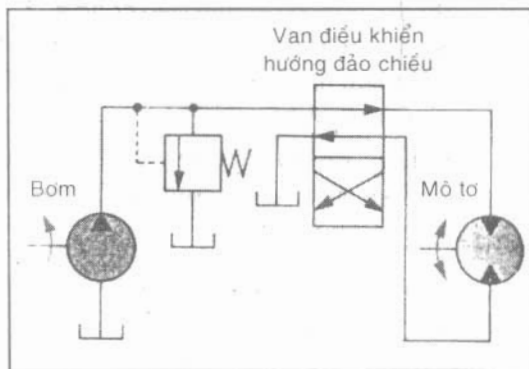 Van điều khiển
hướng đảo chiều
Bơm
Mô tơ